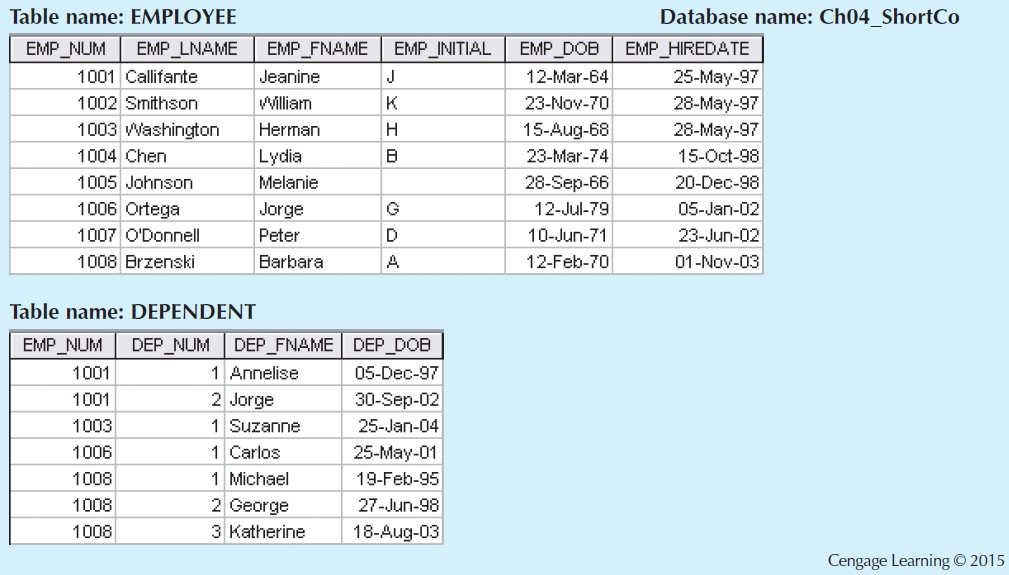 Table name: EMPLOYEE Database name: Ch04_ShortCo
EMP_NUM EMP_LNAME EMP_FNAME EMP_INITIAL EMP_DOB EMP_HIREDATE
1001 Callifante Jeanine J 12-Mar-64 25-May-97
1002 Smithson William K 23-Nov-70 28-May-97
1003 Washington Herman H 15-Aug-68 28-May-97
1004 Chen Lydia B 23-Mar-74 15-Oct-98
1005 Johnson Melanie 28-Sep-66 20-Dec-98
1006 Ortega Jorge G 12-Jul-79 05-Jan-02
1007 O'Donnell Peter D 10-Jun-71 23-Jun-02
1008 Brzenski Barbara A 12-Feb-70 01-Nov-03
Table name: DEPENDENT
EMP_NUM DEP_NUM DEP_FNAME DEP_DOB
1001 1 Annelise 05-Dec-97
1001 2 Jorge 30-Sep-02
1003 1 Suzanne 25-Jan-04
1006 1 Carlos 25-May-01
1008 1 Michael 19-Feb-95
1008 2 George 27-Jun-98
1008 3 Katherine 18-Aug-03
Cengage Learning © 2015